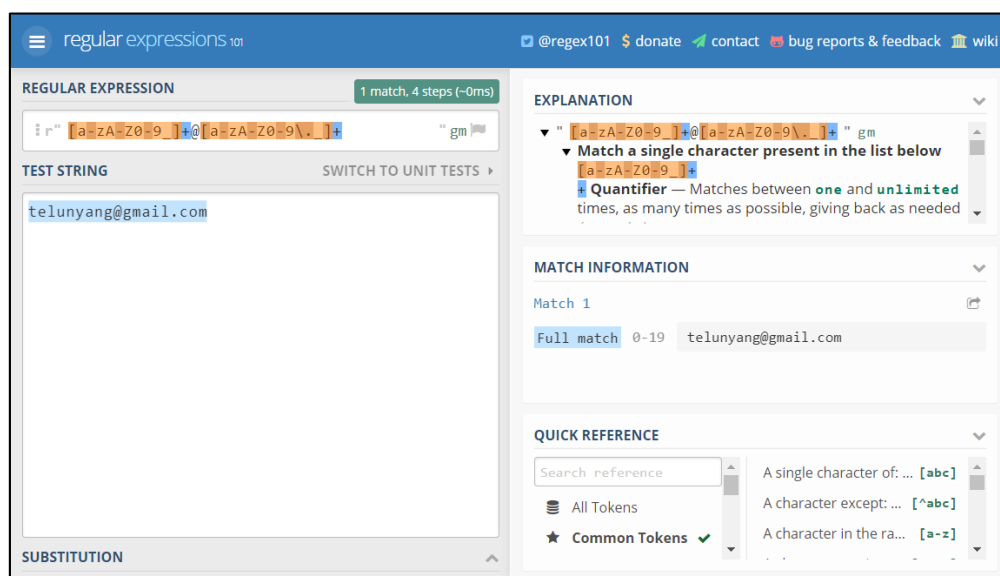 regular expressions 101
@regex101 $ donate contact bug reports & feedback wiki
REGULAR EXPRESSION
1 match, 4 steps (~0ms)
r" [a-zA-Z0-9_]+@[a-zA-Z0-9\._]+ " gm
TEST STRING
SWITCH TO UNIT TESTS
telunyang@gmail.com
SUBSTITUTION
EXPLANATION
" [a-zA-Z0-9_]+@[a-zA-Z0-9\._]+ " gm
Match a single character present in the list below
[a-zA-Z0-9_]+
+ Quantifier — Matches between one and unlimited
times, as many times as possible, giving back as needed
MATCH INFORMATION
Match 1
Full match 0-19 telunyang@gmail.com
QUICK REFERENCE
Search reference
All Tokens
Common Tokens
A single character of: ... [abc]
A character except: ... [^abc]
A character in the ra... [a-z]